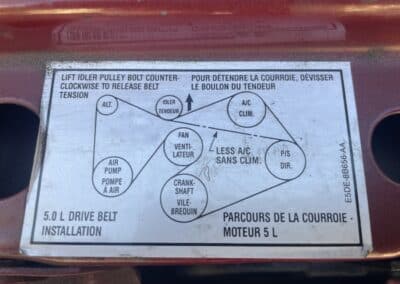 LIFT IDLER PULLEY BOLT COUNTER-
CLOCKWISE TO RELEASE BELT
TENSION
POUR DÉTENDRE LA COURROIE, DÉVISSER
LE BOULON DU TENDEUR
ALT.
IDLER
TENDEUR
A/C
CLIM.
FAN
VENTI-
LATEUR
LESS A/C
SANS CLIM.
P/S
DIR.
AIR
PUMP
POMPE
A AIR
CRANK-
SHAFT
VILE-
BREQUIN
E5DE-8B656-AA
5.0 L DRIVE BELT
INSTALLATION
PARCOURS DE LA COURROIE -
MOTEUR 5 L